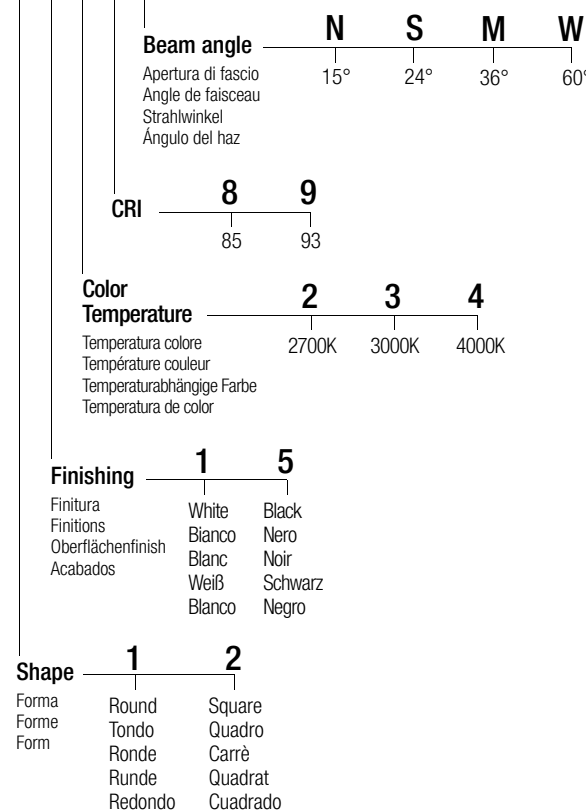 N S M W
Beam angle
15° 24° 36° 60°
Apertura di fascio
Angle de faisceau
Strahlwinkel
Ángulo del haz
8 9
CRI
85 93
Color
Temperature
2 3 4
2700K 3000K 4000K
Temperatura colore
Température couleur
Temperaturabhängige Farbe
Temperatura de color
1 5
Finishing
Finitura
Finitions
Oberflächenfinish
Acabados
White Black
Bianco Nero
Blanc Noir
Weiß Schwarz
Blanco Negro
1 2
Shape
Forma
Forme
Form
Round Square
Tondo Quadro
Ronde Carrè
Runde Quadrat
Redondo Cuadrado